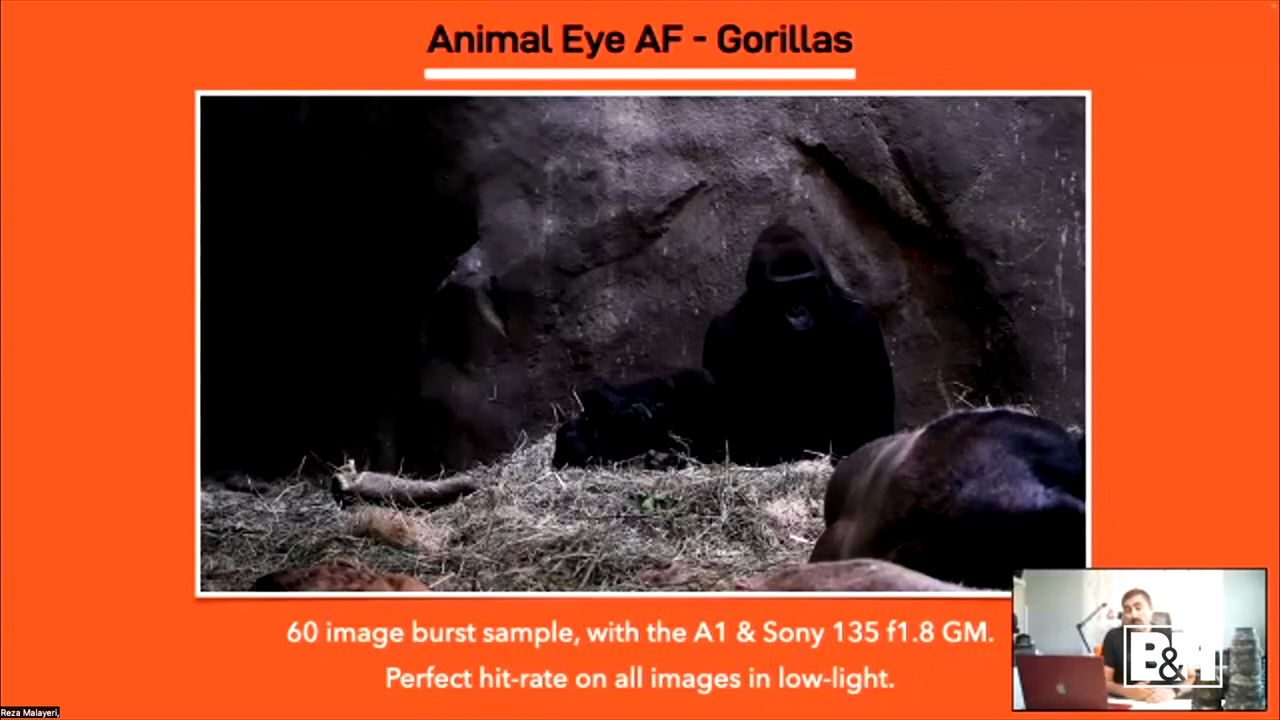 Animal Eye AF - Gorillas
60 image burst sample, with the A1 & Sony 135 f1.8 GM.
Perfect hit-rate on all images in low-light.
B&H
Reza Malayeri,